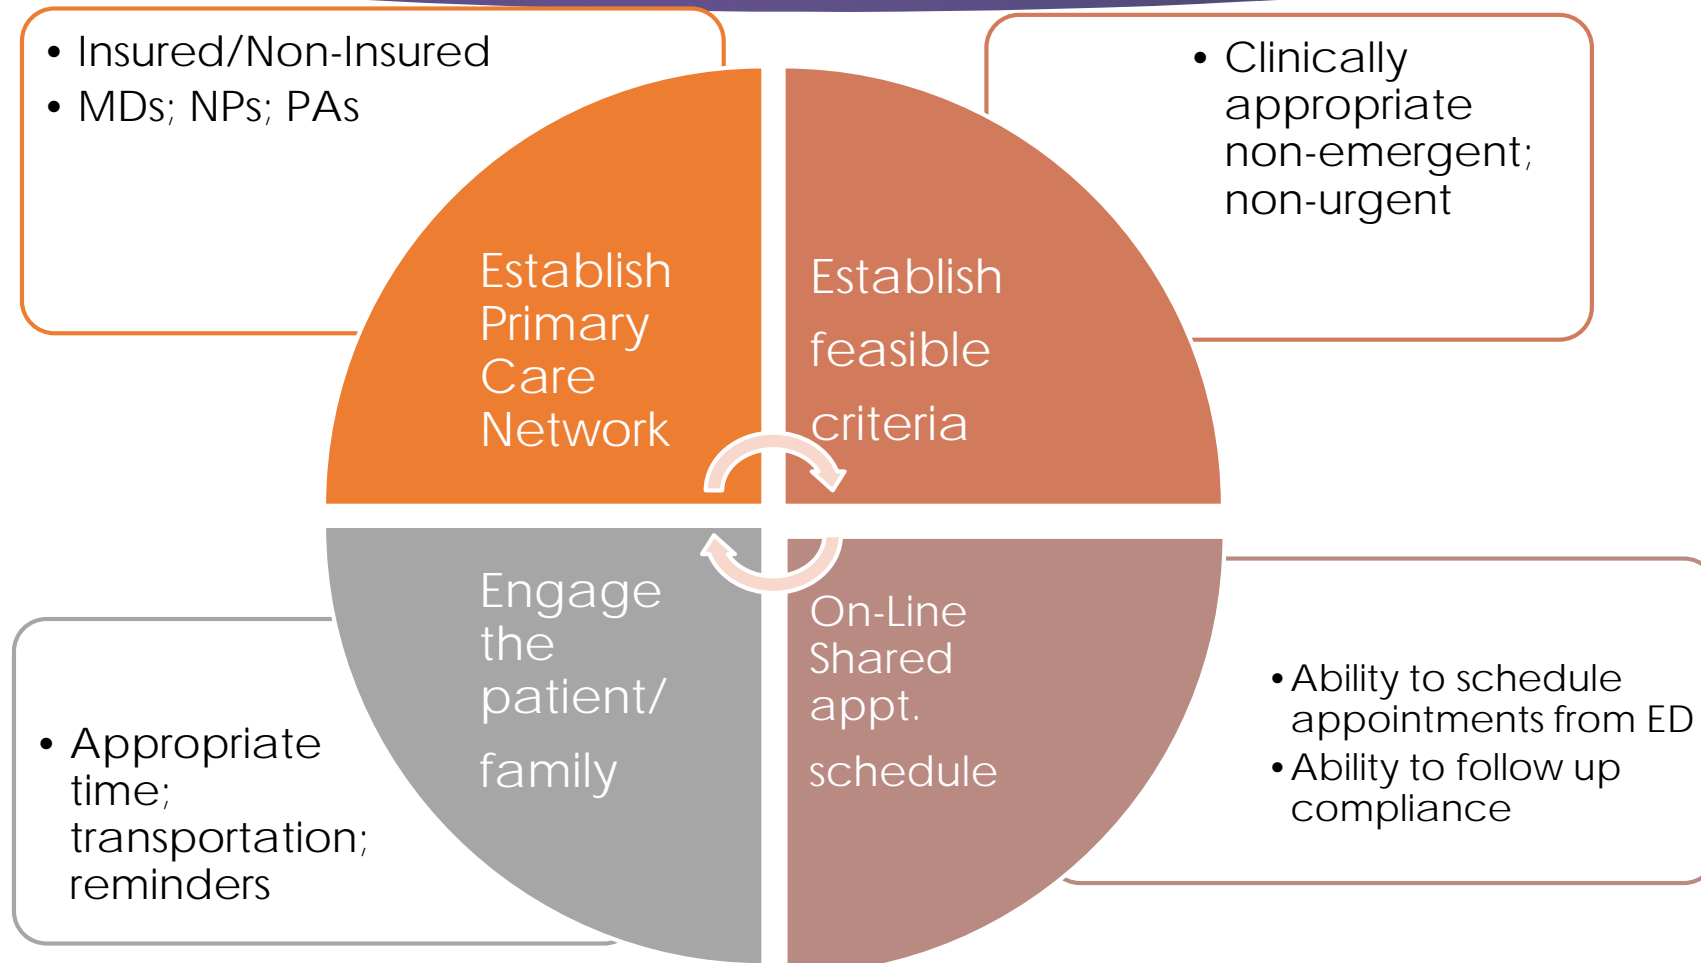 • Insured/Non-Insured
• MDs; NPs; PAs
• Clinically
appropriate
non-emergent;
non-urgent
Establish
Primary
Care
Network
Establish
feasible
criteria
Engage
the
patient/
family
On-Line
Shared
appt.
schedule
• Appropriate
time;
transportation;
reminders
• Ability to schedule
appointments from ED
• Ability to follow up
compliance